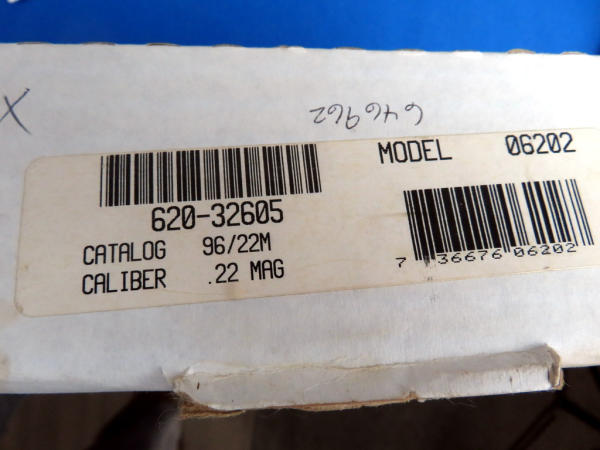 X
646962
MODEL 06202
620-32605
CATALOG 96/22M
CALIBER .22 MAG
7 36676 06202